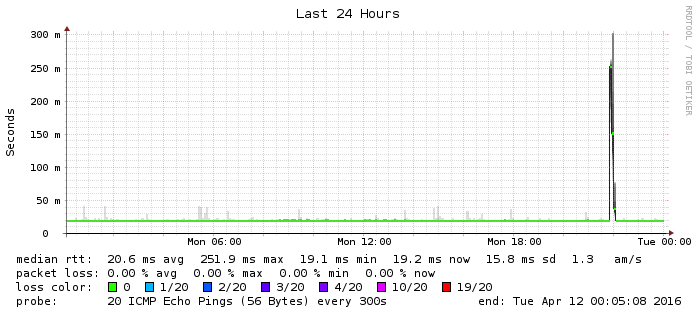 Last 24 Hours
RRDTOOL / TOBI OETIKER
Seconds
300 m
250 m
200 m
150 m
100 m
50 m
0
Mon 06:00 Mon 12:00 Mon 18:00 Tue 00:00
median rtt: 20.6 ms avg 251.9 ms max 19.1 ms min 19.2 ms now 15.8 ms sd 1.3 am/s
packet loss: 0.00 % avg 0.00 % max 0.00 % min 0.00 % now
loss color: 0 1/20 2/20 3/20 4/20 10/20 19/20
probe: 20 ICMP Echo Pings (56 Bytes) every 300s end: Tue Apr 12 00:05:08 2016